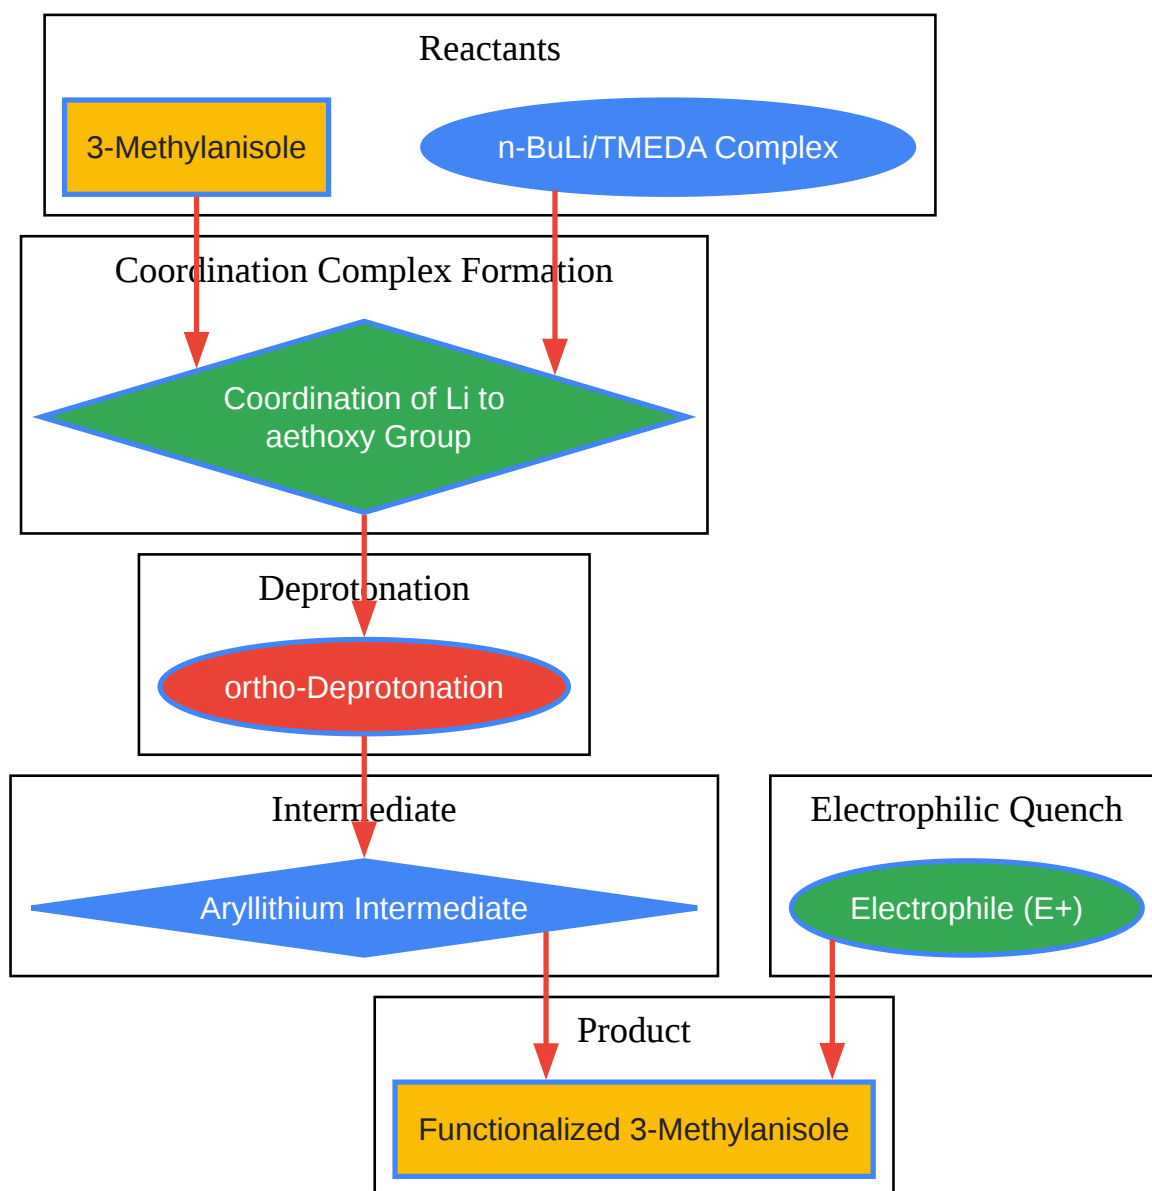 Reactants
3-Methylanisole
n-BuLi/TMEDA Complex
Coordination Complex Formation
Coordination of Li to
aethoxy Group
Deprotonation
ortho-Deprotonation
Intermediate
Electrophilic Quench
Aryllithium Intermediate
Electrophile (E+)
Product
Functionalized 3-Methylanisole